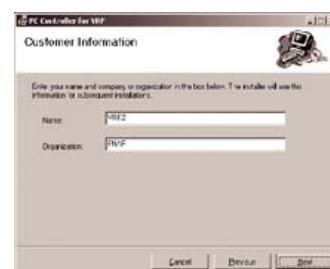 PC Controller for VRF
Customer Information
Enter your name and company or organization in the box below. The installer will use this
information for subsequent installations.
Name:
VRF2
Organization:
Cancel
Previous
Next